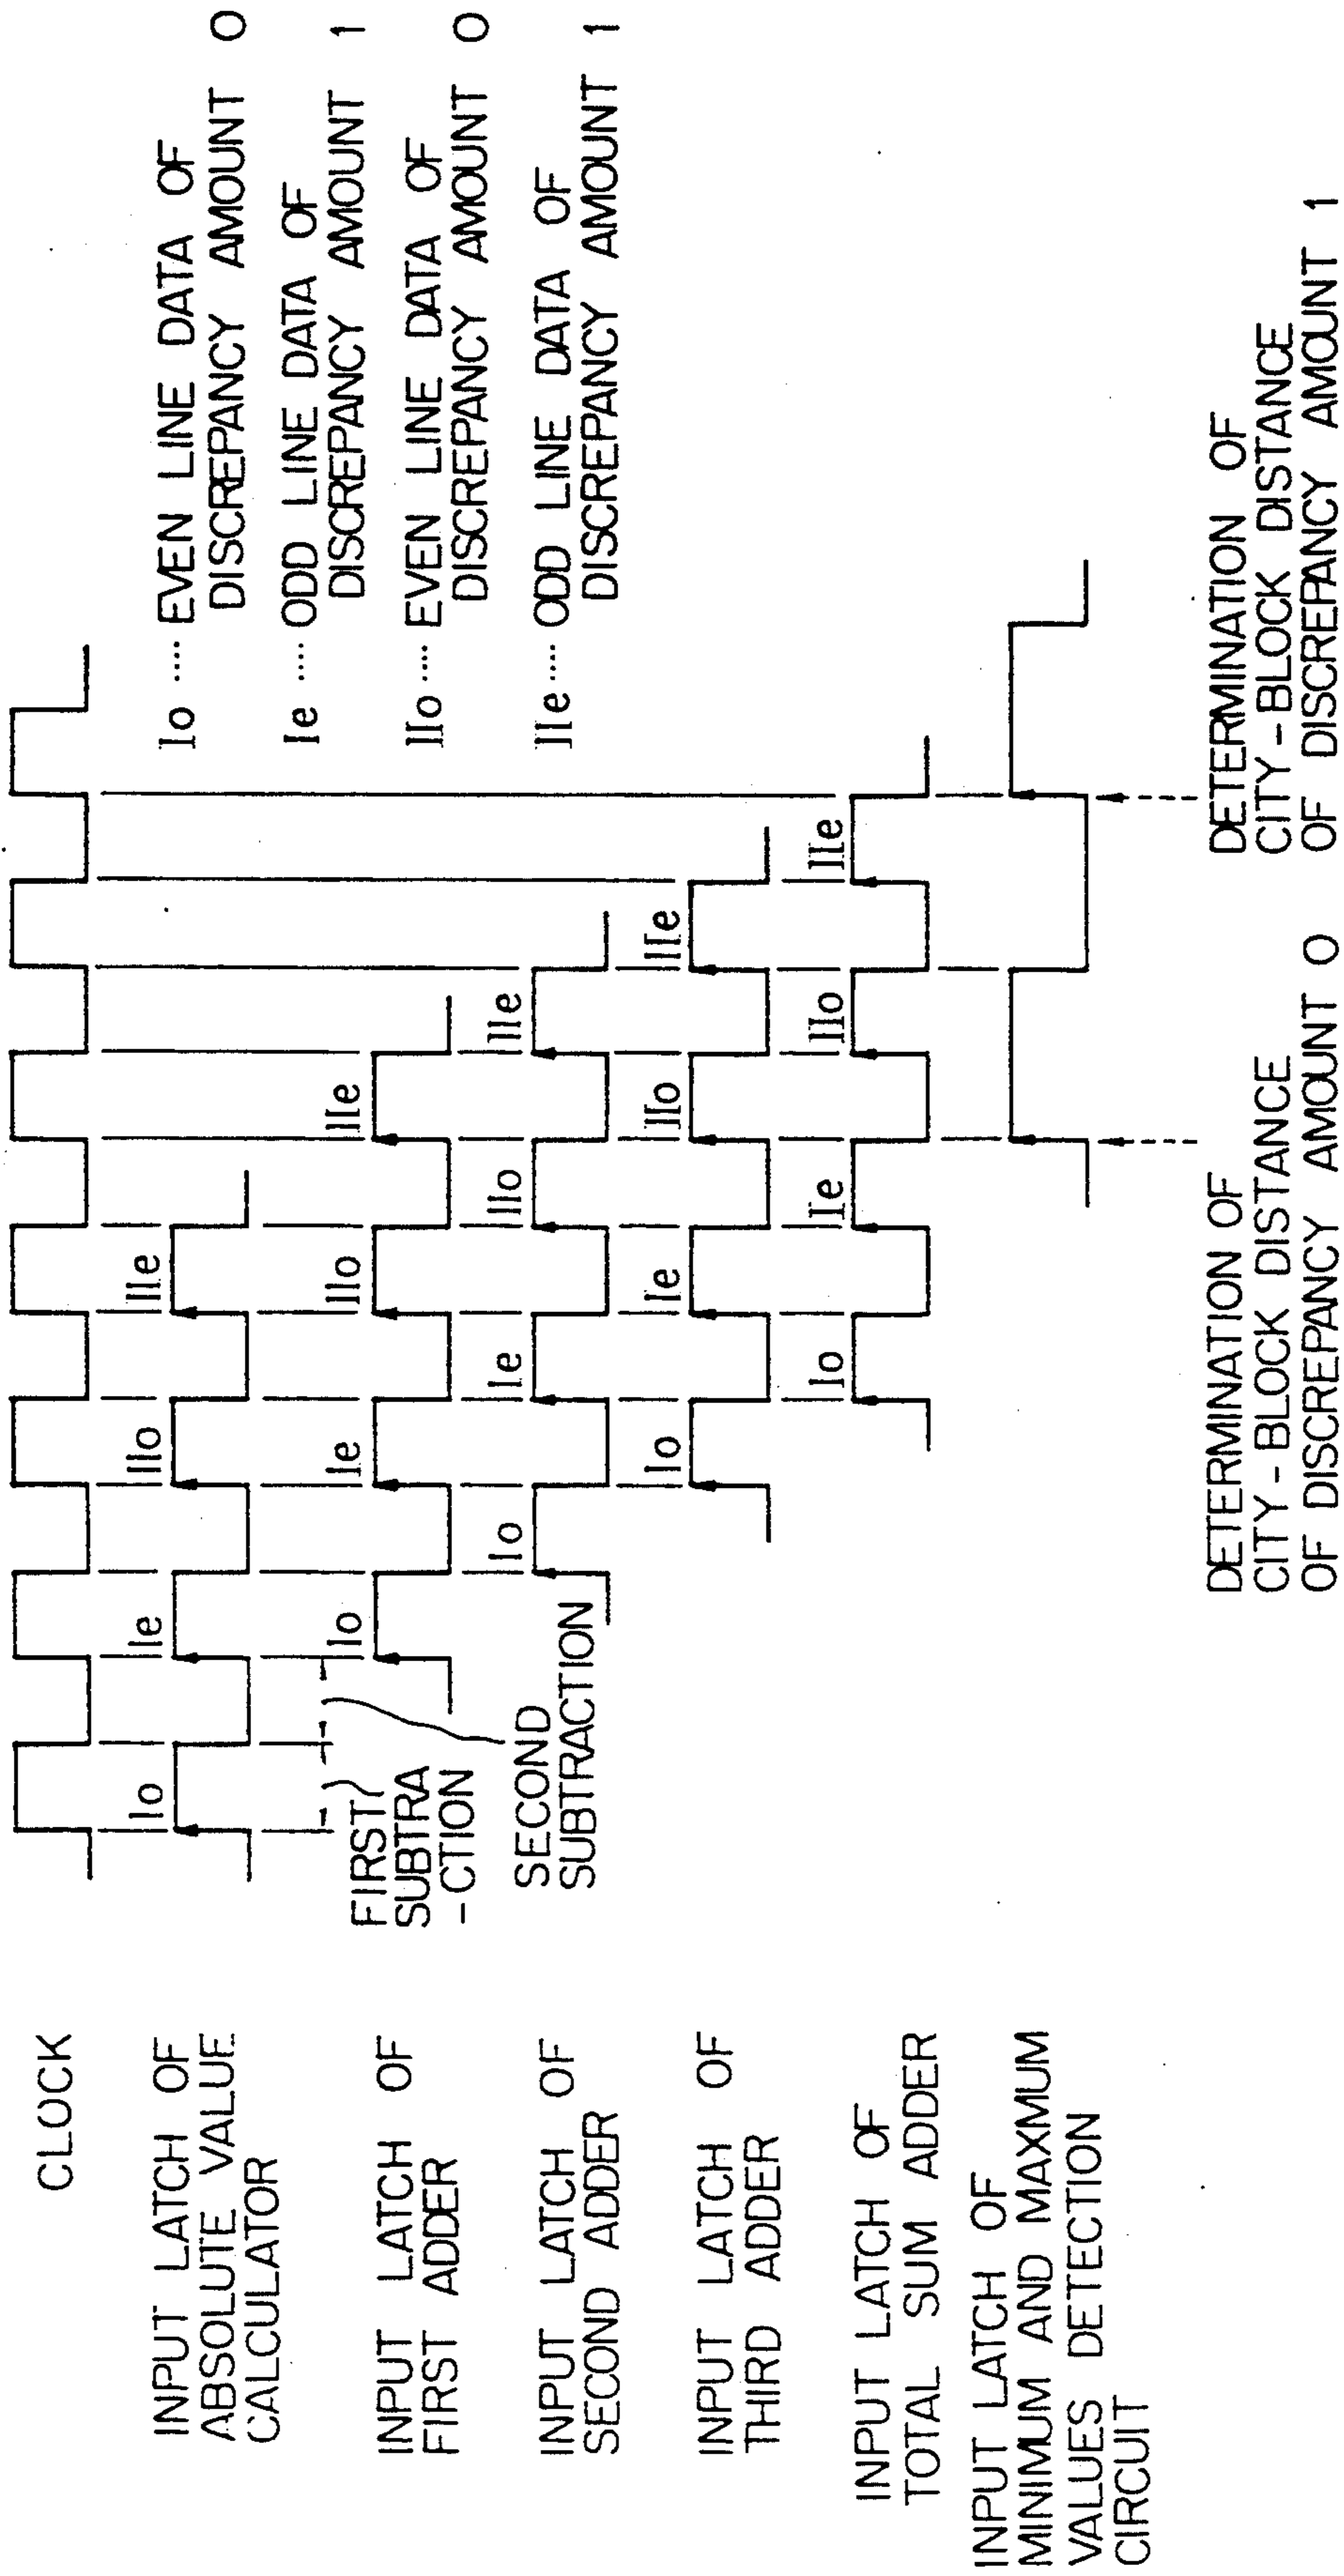 CLOCK
INPUT LATCH OF
ABSOLUTE VALUE
CALCULATOR
INPUT LATCH OF
FIRST ADDER
INPUT LATCH OF
SECOND ADDER
INPUT LATCH OF
THIRD ADDER
INPUT LATCH OF
TOTAL SUM ADDER
INPUT LATCH OF
MINIMUM AND MAXMUM
VALUES DETECTION
CIRCUIT
Io Ie IIo IIe
FIRST
SUBTRA
-CTION
SECOND
SUBTRACTION
Io Ie IIo IIe
Io Ie IIo IIe
Io Ie IIo IIe
Io Ie IIo IIe
Io .... EVEN LINE DATA OF
DISCREPANCY AMOUNT 0
Ie .... ODD LINE DATA OF
DISCREPANCY AMOUNT 1
IIo .... EVEN LINE DATA OF
DISCREPANCY AMOUNT 0
IIe .... ODD LINE DATA OF
DISCREPANCY AMOUNT 1
DETERMINATION OF
CITY-BLOCK DISTANCE
OF DISCREPANCY AMOUNT 0
DETERMINATION OF
CITY-BLOCK DISTANCE
OF DISCREPANCY AMOUNT 1